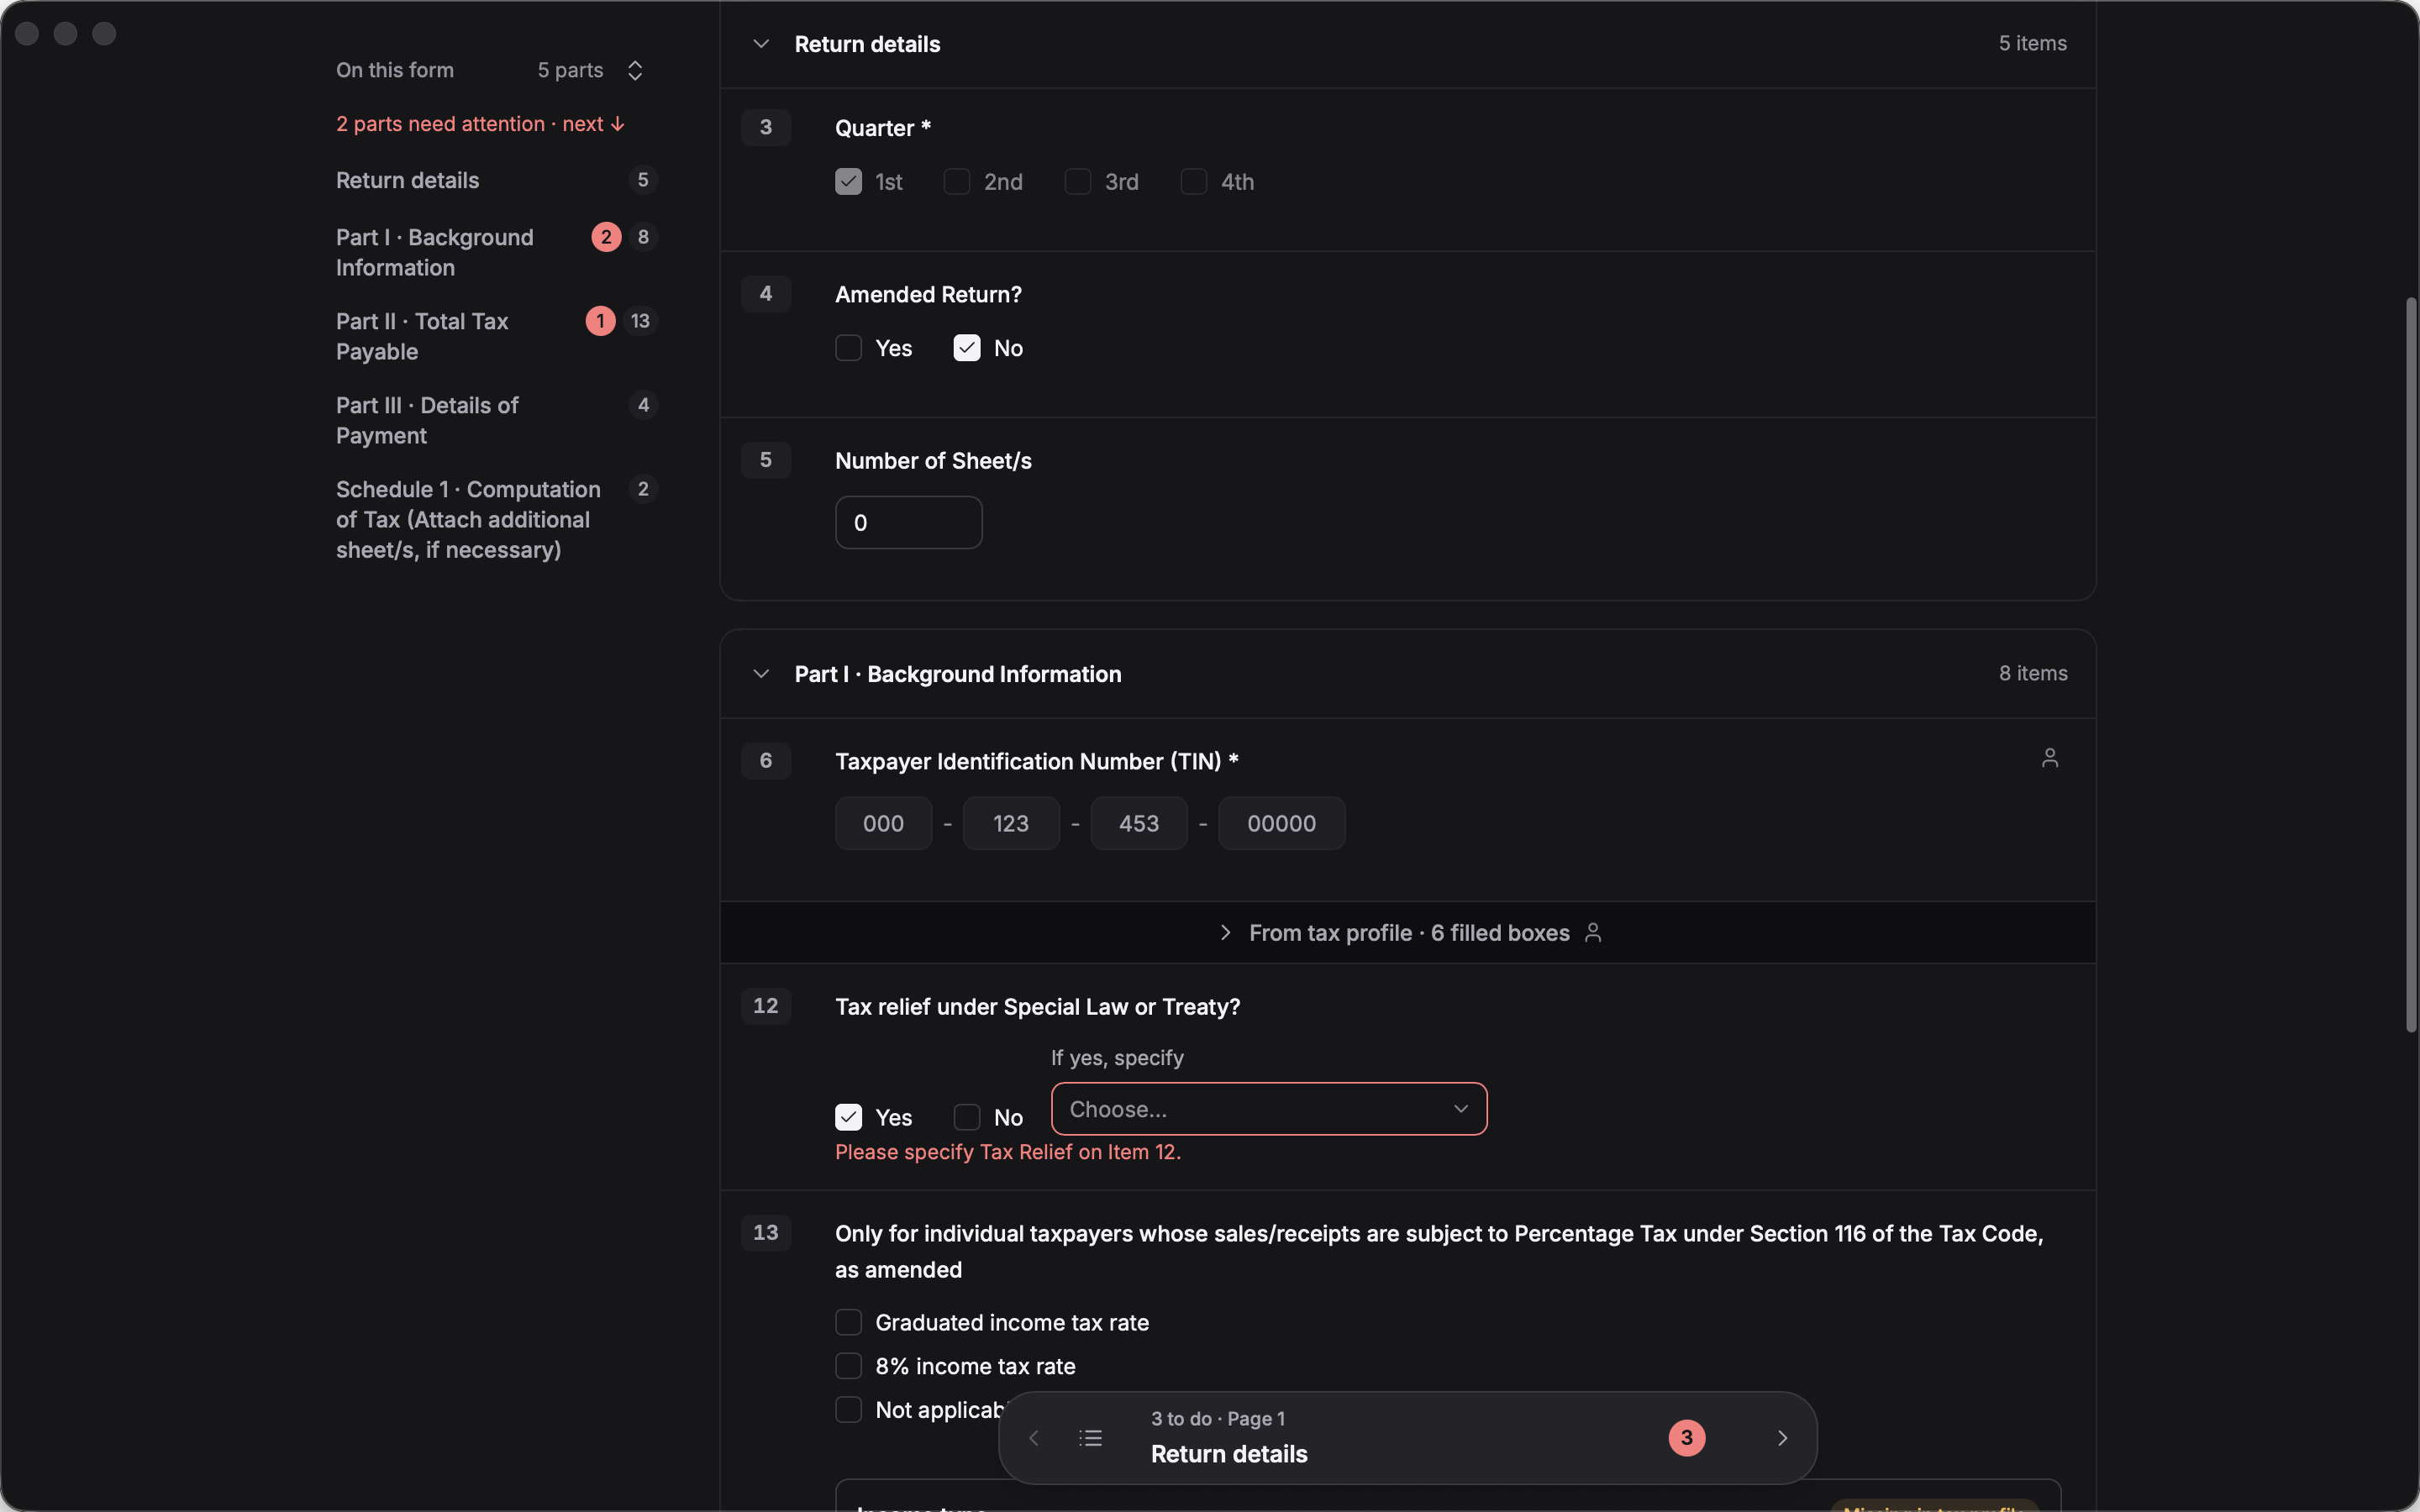 On this form
5 parts
2 parts need attention · next ↓
Return details
5
Part I · Background
Information
2
8
Part II · Total Tax
Payable
1
13
Part III · Details of
Payment
4
Schedule 1 · Computation
of Tax (Attach additional
sheet/s, if necessary)
2
Return details
5 items
3
Quarter *
1st
2nd
3rd
4th
4
Amended Return?
Yes
No
5
Number of Sheet/s
0
Part I · Background Information
8 items
6
Taxpayer Identification Number (TIN) *
000 - 123 - 453 - 00000
From tax profile · 6 filled boxes
12
Tax relief under Special Law or Treaty?
If yes, specify
Yes
No
Choose...
Please specify Tax Relief on Item 12.
13
Only for individual taxpayers whose sales/receipts are subject to Percentage Tax under Section 116 of the Tax Code,
as amended
Graduated income tax rate
8% income tax rate
Not
3 to do · Page 1
Return details
3